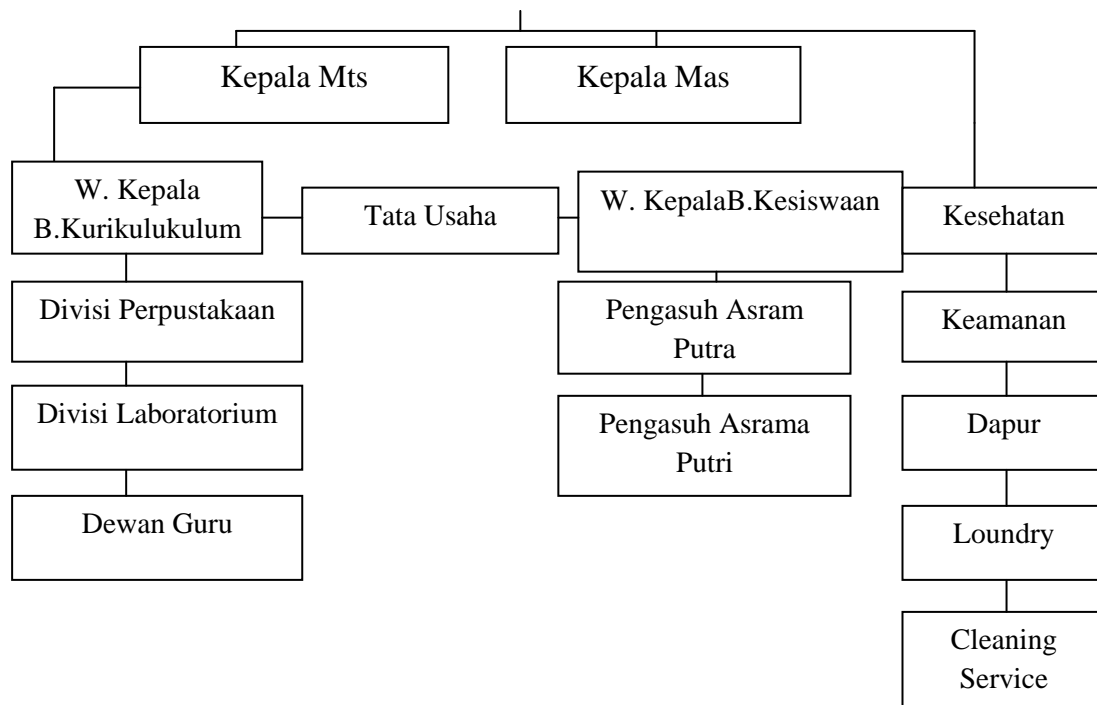 Kepala Mts
Kepala Mas
W. Kepala
B.Kurikulukulum
Tata Usaha
W. KepalaB.Kesiswaan
Kesehatan
Divisi Perpustakaan
Pengasuh Asram
Putra
Keamanan
Divisi Laboratorium
Pengasuh Asrama
Putri
Dapur
Dewan Guru
Loundry
Cleaning
Service